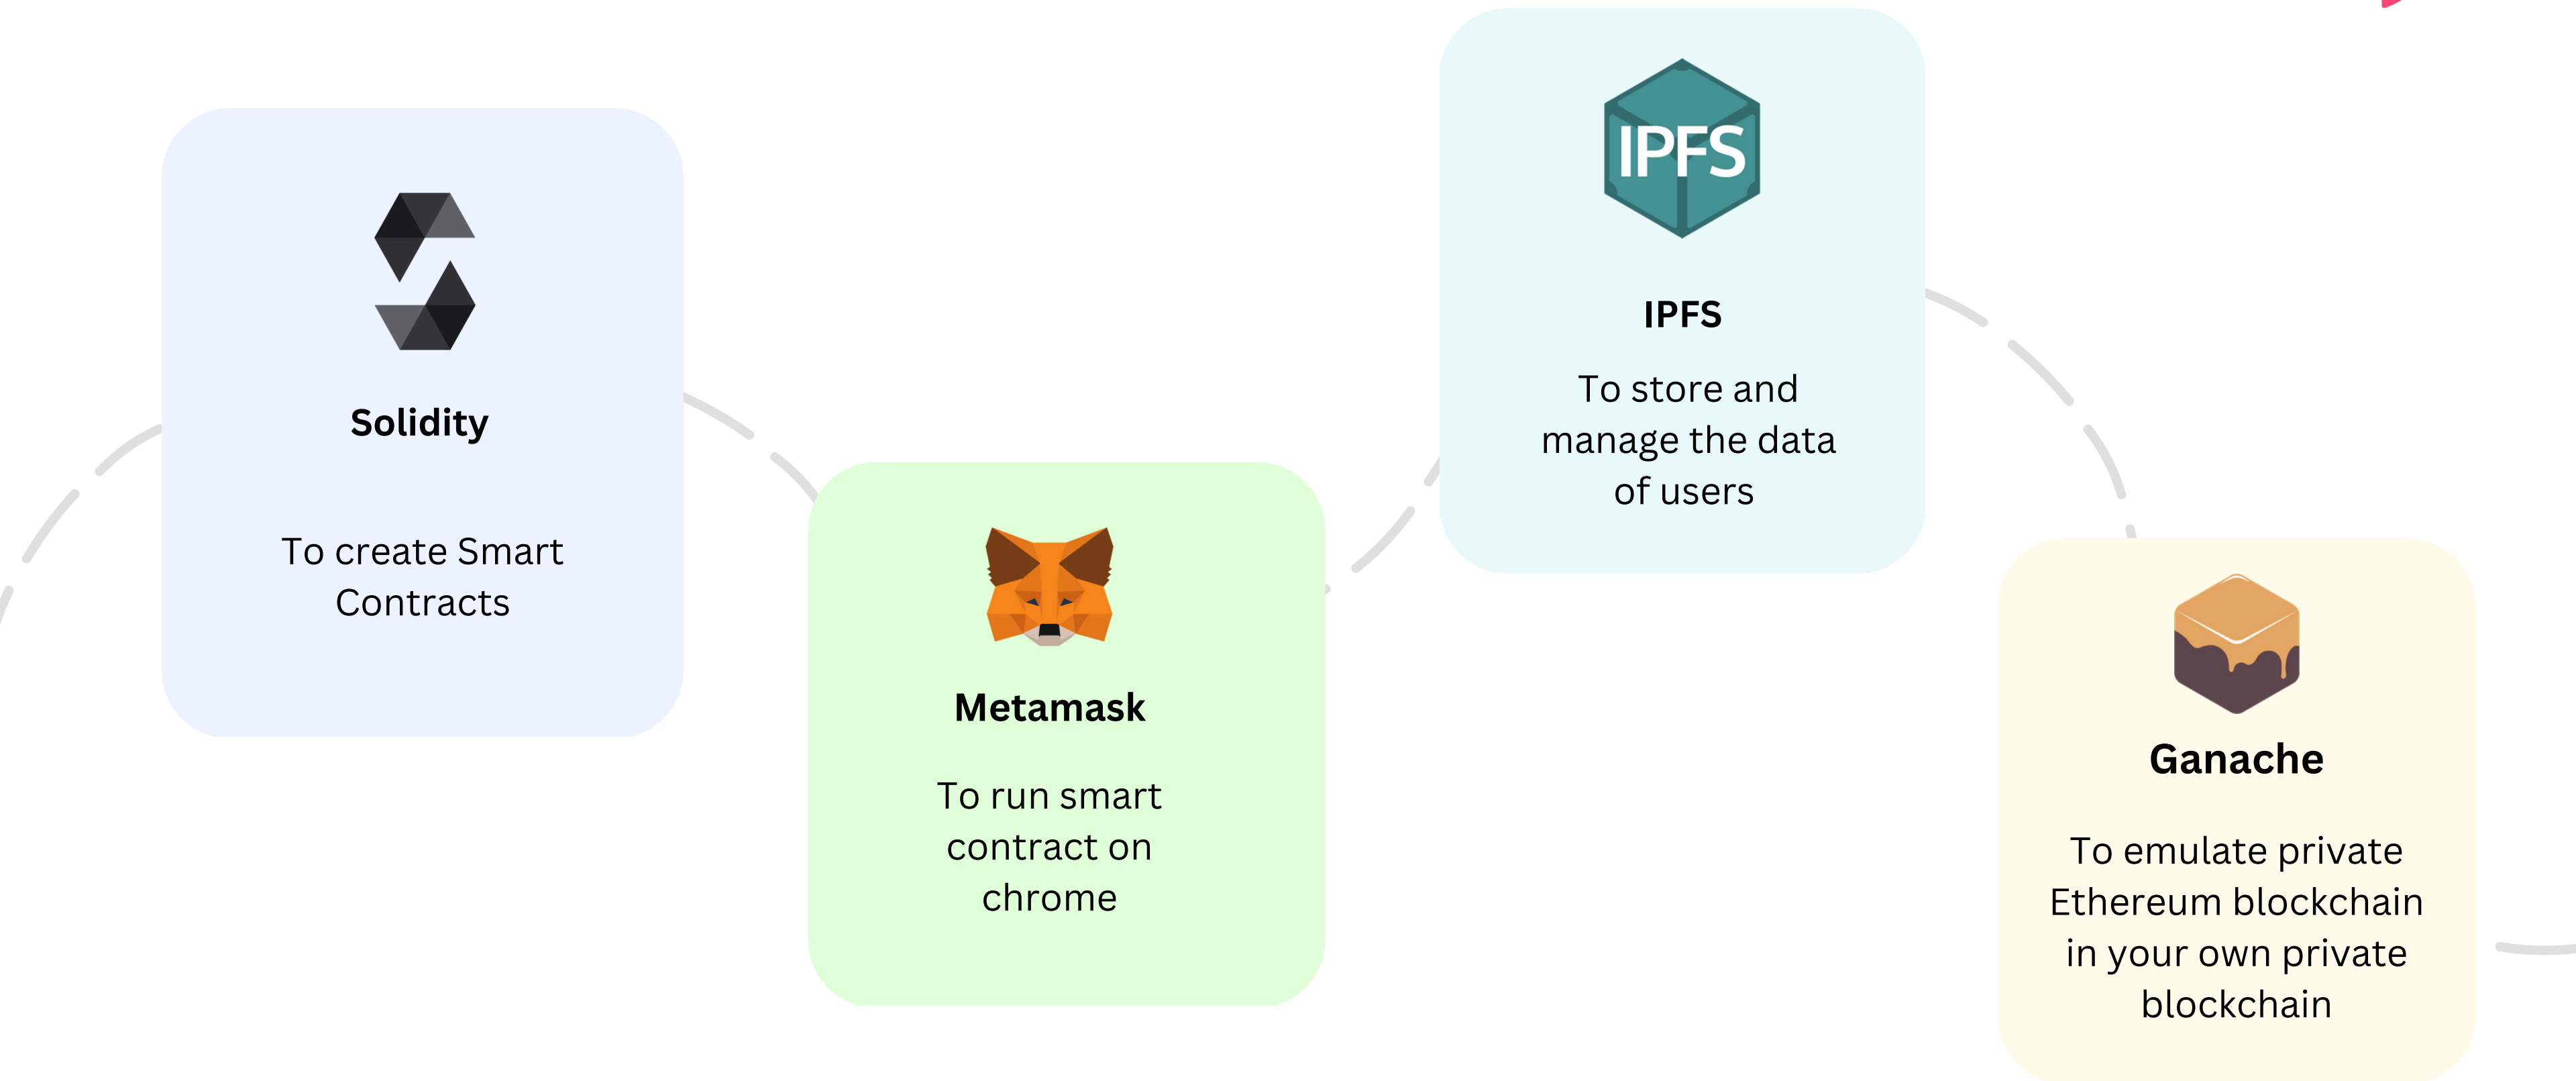 Solidity
To create Smart
Contracts
Metamask
To run smart
contract on
chrome
IPFS
IPFS
To store and
manage the data
of users
Ganache
To emulate private
Ethereum blockchain
in your own private
blockchain